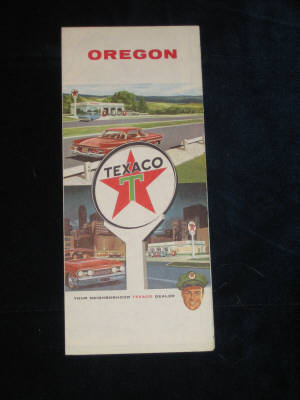 OREGON
TEXACO
T
YOUR NEIGHBORHOOD TEXACO DEALER